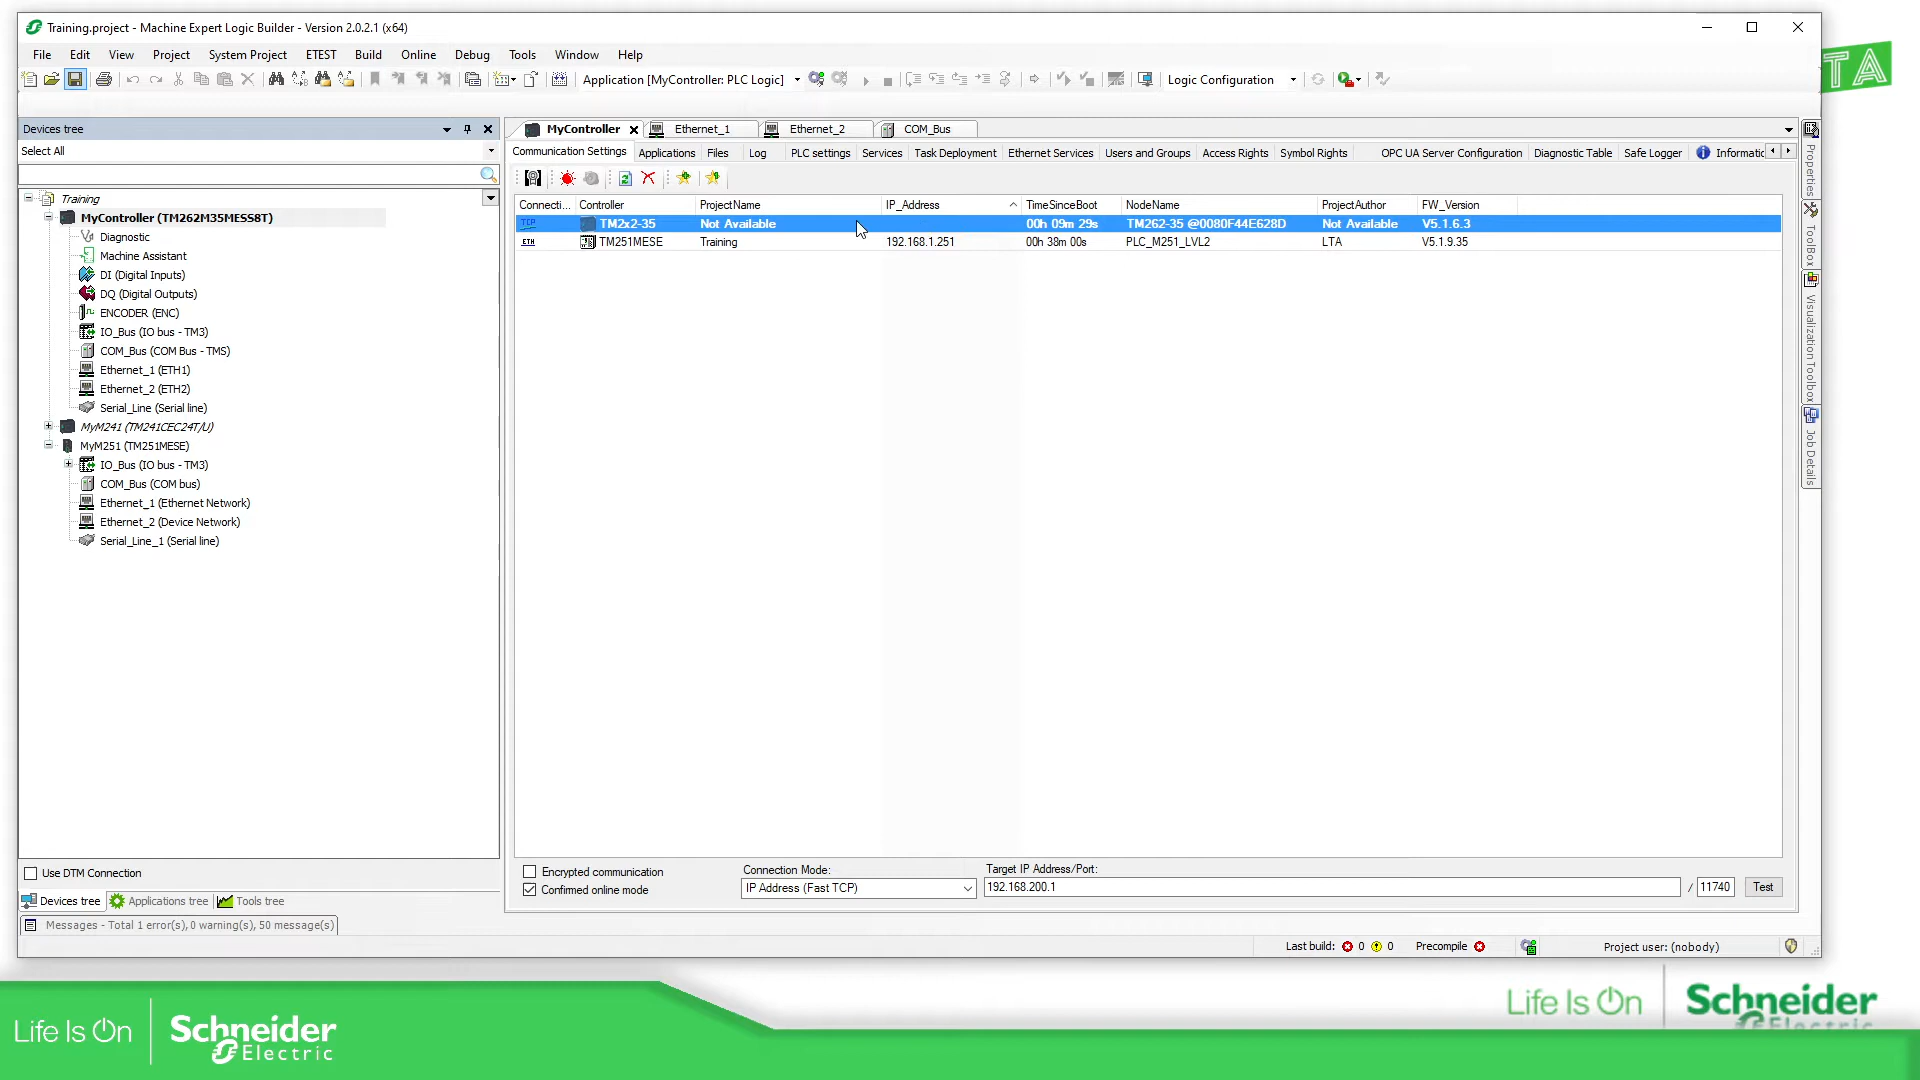 Training.project - Machine Expert Logic Builder - Version 2.0.2.1 (x64)
File Edit View Project System Project ETEST Build Online Debug Tools Window Help
TA
Application [MyController: PLC Logic]
Logic Configuration
Devices tree
MyController Ethernet_1 Ethernet_2 COM_Bus
Select All
Communication Settings Applications Files Log PLC settings Services Task Deployment Ethernet Services Users and Groups Access Rights Symbol Rights OPC UA Server Configuration Diagnostic Table Safe Logger Informatic
Training
MyController (TM262M35MESS8T)
Diagnostic
Machine Assistant
DI (Digital Inputs)
DQ (Digital Outputs)
ENCODER (ENC)
IO_Bus (IO bus - TM3)
COM_Bus (COM Bus - TMS)
Ethernet_1 (ETH1)
Ethernet_2 (ETH2)
Serial_Line (Serial line)
MyM241 (TM241CEC24T/U)
MyM251 (TM251MESE)
IO_Bus (IO bus - TM3)
COM_Bus (COM bus)
Ethernet_1 (Ethernet Network)
Ethernet_2 (Device Network)
Serial_Line_1 (Serial line)
Connecti... Controller ProjectName IP_Address TimeSinceBoot NodeName ProjectAuthor FW_Version
TCP TM2x2-35 Not Available 00h 09m 29s TM262-35 @0080F44E628D Not Available V5.1.6.3
ETH TM251MESE Training 192.168.1.251 00h 38m 00s PLC_M251_LVL2 LTA V5.1.9.35
Properties
ToolBox
Visualization Toolbox
Job Details
Use DTM Connection
Encrypted communication
Confirmed online mode
Connection Mode:
IP Address (Fast TCP)
Target IP Address/Port:
192.168.200.1 / 11740 Test
Devices tree Applications tree Tools tree
Messages - Total 1 error(s), 0 warning(s), 50 message(s)
Last build: 0 0 Precompile Project user: (nobody)
Life Is On Schneider Electric
Life Is On Schneider Electric